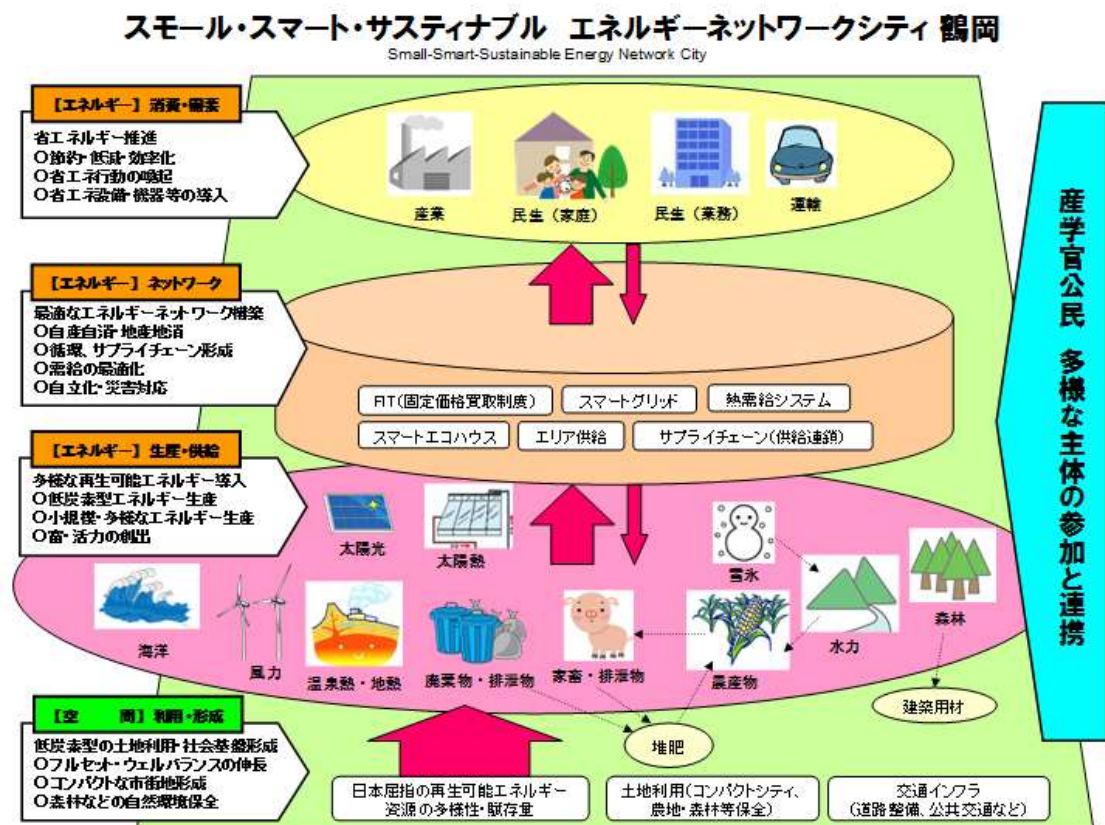 スモール・スマート・サスティナブル エネルギーネットワークシティ 鶴岡
Small-Smart-Sustainable Energy Network City
【エネルギー】消費・需要
省エネルギー推進
○節約・低減・効率化
○省エネ行動の喚起
○省エネ設備・機器等の導入
産業
民生（家庭）
民生（業務）
運輸
【エネルギー】ネットワーク
最適なエネルギーネットワーク構築
○自産自消・地産地消
○循環、サプライチェーン形成
○需給の最適化
○自立化・災害対応
FIT(固定価格買取制度)
スマートグリッド
熱需給システム
スマートエコハウス
エリア供給
サプライチェーン(供給連鎖)
【エネルギー】生産・供給
多様な再生可能エネルギー導入
○低炭素型エネルギー生産
○小規模・多様なエネルギー生産
・活力の創出
太陽光
太陽熱
雪氷
海洋
風力
温泉熱・地熱
廃棄物・排泄物
家畜・排泄物
農産物
水力
森林
堆肥
建築用材
【空 間】利用・形成
低炭素型の土地利用・社会基盤形成
○フルセット・ウェルバランスの伸長
○コンパクトな市街地形成
○森林などの自然環境保全
日本屈指の再生可能エネルギー
資源の多様性・賦存量
土地利用(コンパクトシティ、
農地・森林等保全)
交通インフラ
(道路整備、公共交通など)
産学官公民 多様な主体の参加と連携